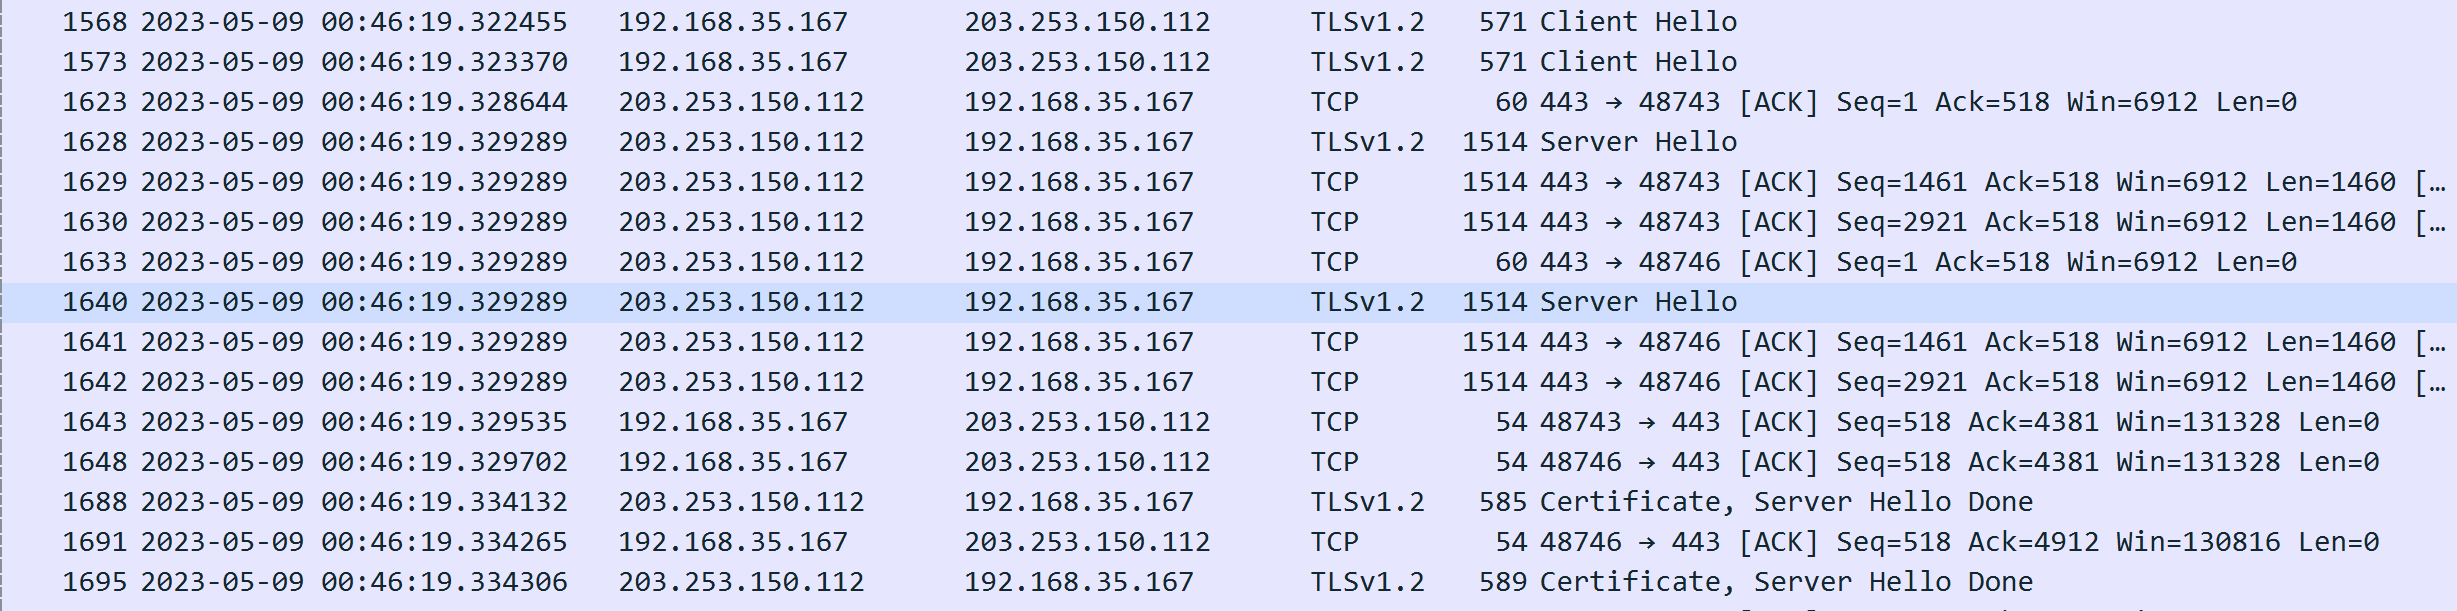 1568 2023-05-09 00:46:19.322455 192.168.35.167 203.253.150.112 TLSv1.2 571 Client Hello
1573 2023-05-09 00:46:19.323370 192.168.35.167 203.253.150.112 TLSv1.2 571 Client Hello
1623 2023-05-09 00:46:19.328644 203.253.150.112 192.168.35.167 TCP 60 443 → 48743 [ACK] Seq=1 Ack=518 Win=6912 Len=0
1628 2023-05-09 00:46:19.329289 203.253.150.112 192.168.35.167 TLSv1.2 1514 Server Hello
1629 2023-05-09 00:46:19.329289 203.253.150.112 192.168.35.167 TCP 1514 443 → 48743 [ACK] Seq=1461 Ack=518 Win=6912 Len=1460 […
1630 2023-05-09 00:46:19.329289 203.253.150.112 192.168.35.167 TCP 1514 443 → 48743 [ACK] Seq=2921 Ack=518 Win=6912 Len=1460 […
1633 2023-05-09 00:46:19.329289 203.253.150.112 192.168.35.167 TCP 60 443 → 48746 [ACK] Seq=1 Ack=518 Win=6912 Len=0
1640 2023-05-09 00:46:19.329289 203.253.150.112 192.168.35.167 TLSv1.2 1514 Server Hello
1641 2023-05-09 00:46:19.329289 203.253.150.112 192.168.35.167 TCP 1514 443 → 48746 [ACK] Seq=1461 Ack=518 Win=6912 Len=1460 […
1642 2023-05-09 00:46:19.329289 203.253.150.112 192.168.35.167 TCP 1514 443 → 48746 [ACK] Seq=2921 Ack=518 Win=6912 Len=1460 […
1643 2023-05-09 00:46:19.329535 192.168.35.167 203.253.150.112 TCP 54 48743 → 443 [ACK] Seq=518 Ack=4381 Win=131328 Len=0
1648 2023-05-09 00:46:19.329702 192.168.35.167 203.253.150.112 TCP 54 48746 → 443 [ACK] Seq=518 Ack=4381 Win=131328 Len=0
1688 2023-05-09 00:46:19.334132 203.253.150.112 192.168.35.167 TLSv1.2 585 Certificate, Server Hello Done
1691 2023-05-09 00:46:19.334265 192.168.35.167 203.253.150.112 TCP 54 48746 → 443 [ACK] Seq=518 Ack=4912 Win=130816 Len=0
1695 2023-05-09 00:46:19.334306 203.253.150.112 192.168.35.167 TLSv1.2 589 Certificate, Server Hello Done